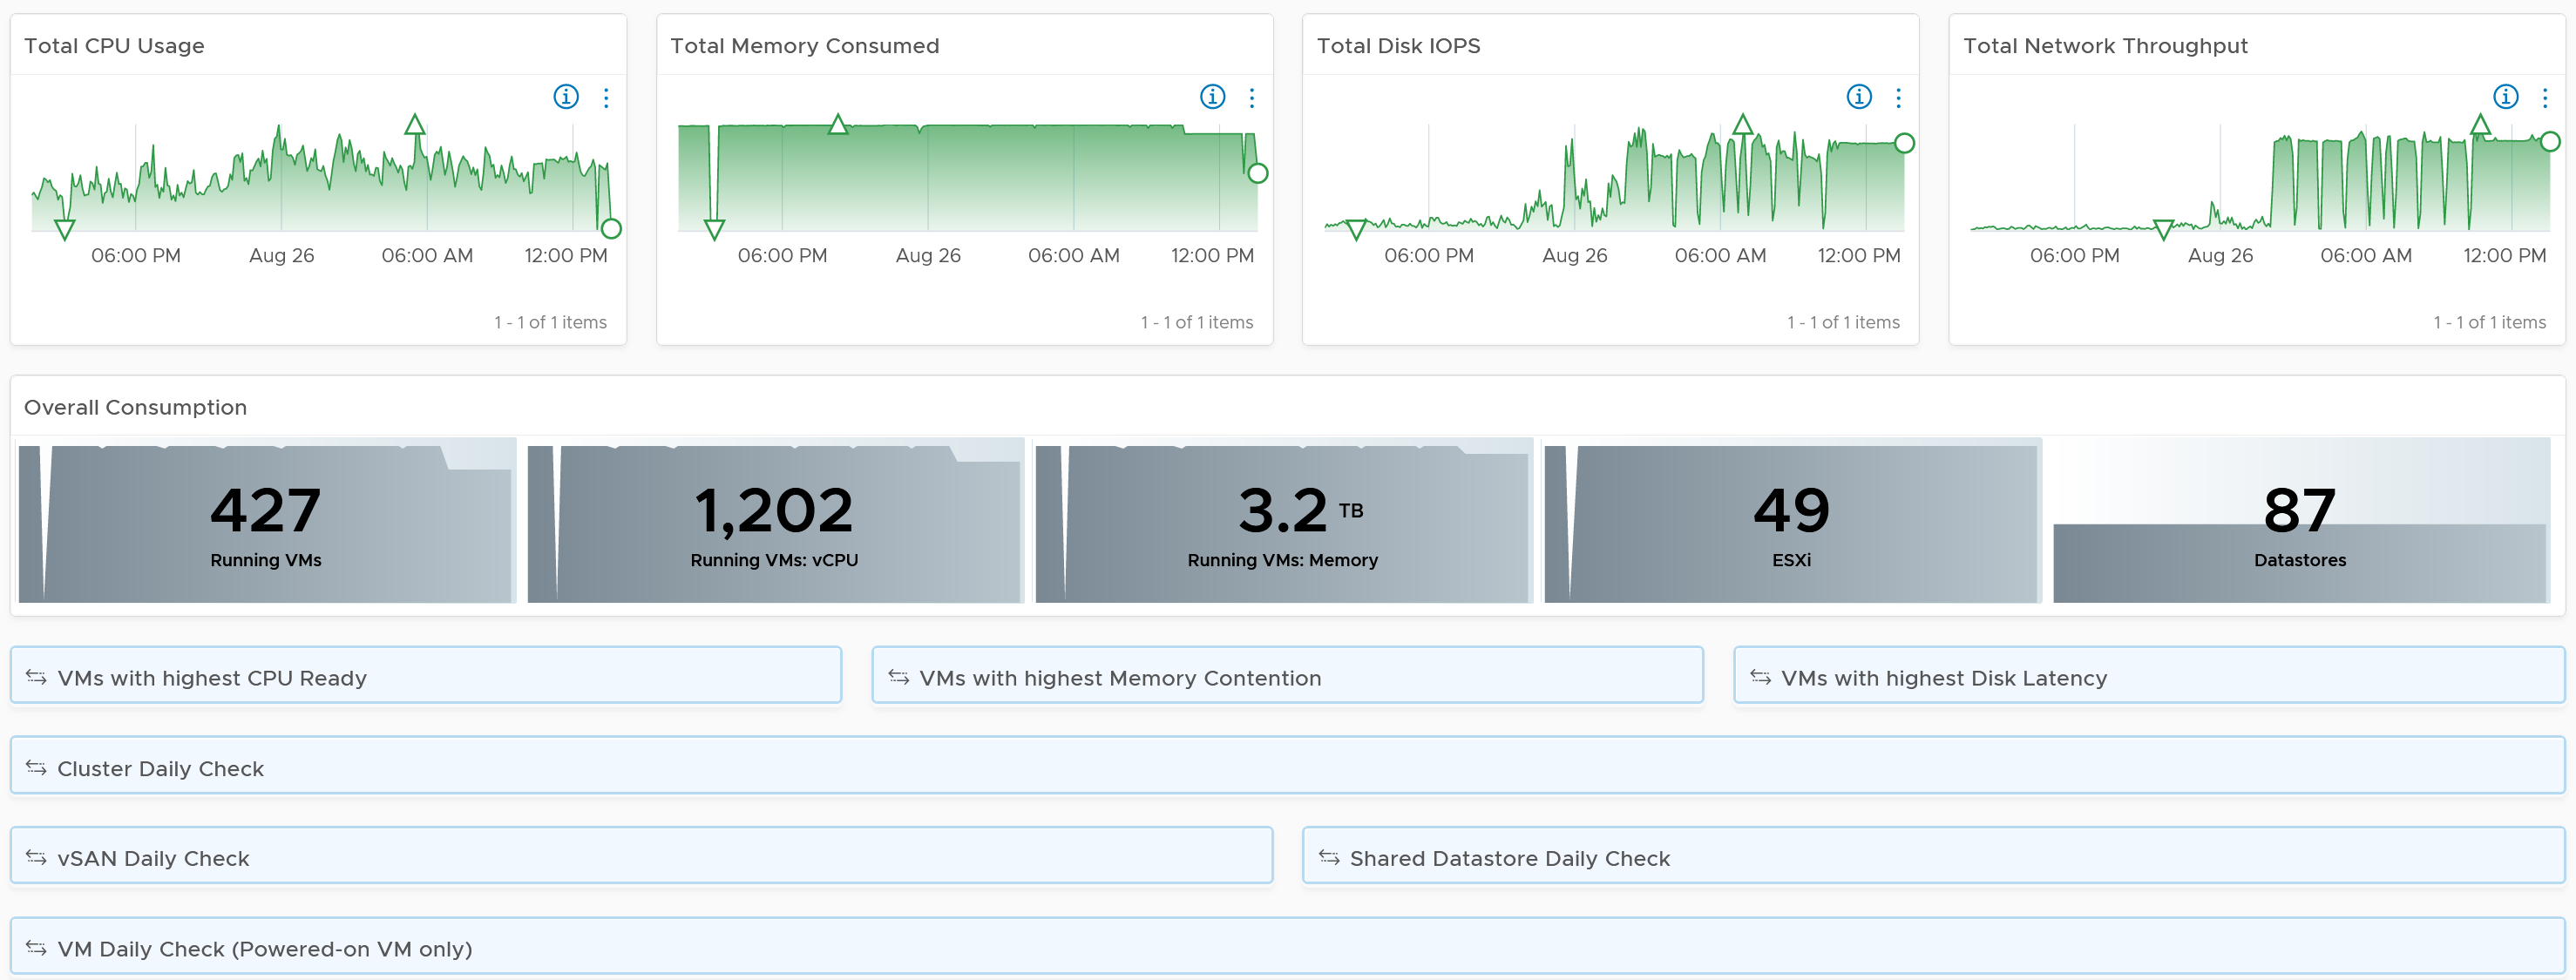 Total CPU Usage
06:00 PM Aug 26 06:00 AM 12:00 PM
1 - 1 of 1 items
Total Memory Consumed
06:00 PM Aug 26 06:00 AM 12:00 PM
1 - 1 of 1 items
Total Disk IOPS
06:00 PM Aug 26 06:00 AM 12:00 PM
1 - 1 of 1 items
Total Network Throughput
06:00 PM Aug 26 06:00 AM 12:00 PM
1 - 1 of 1 items
Overall Consumption
427
Running VMs
1,202
Running VMs: vCPU
3.2 TB
Running VMs: Memory
49
ESXi
87
Datastores
VMs with highest CPU Ready
VMs with highest Memory Contention
VMs with highest Disk Latency
Cluster Daily Check
vSAN Daily Check
Shared Datastore Daily Check
VM Daily Check (Powered-on VM only)